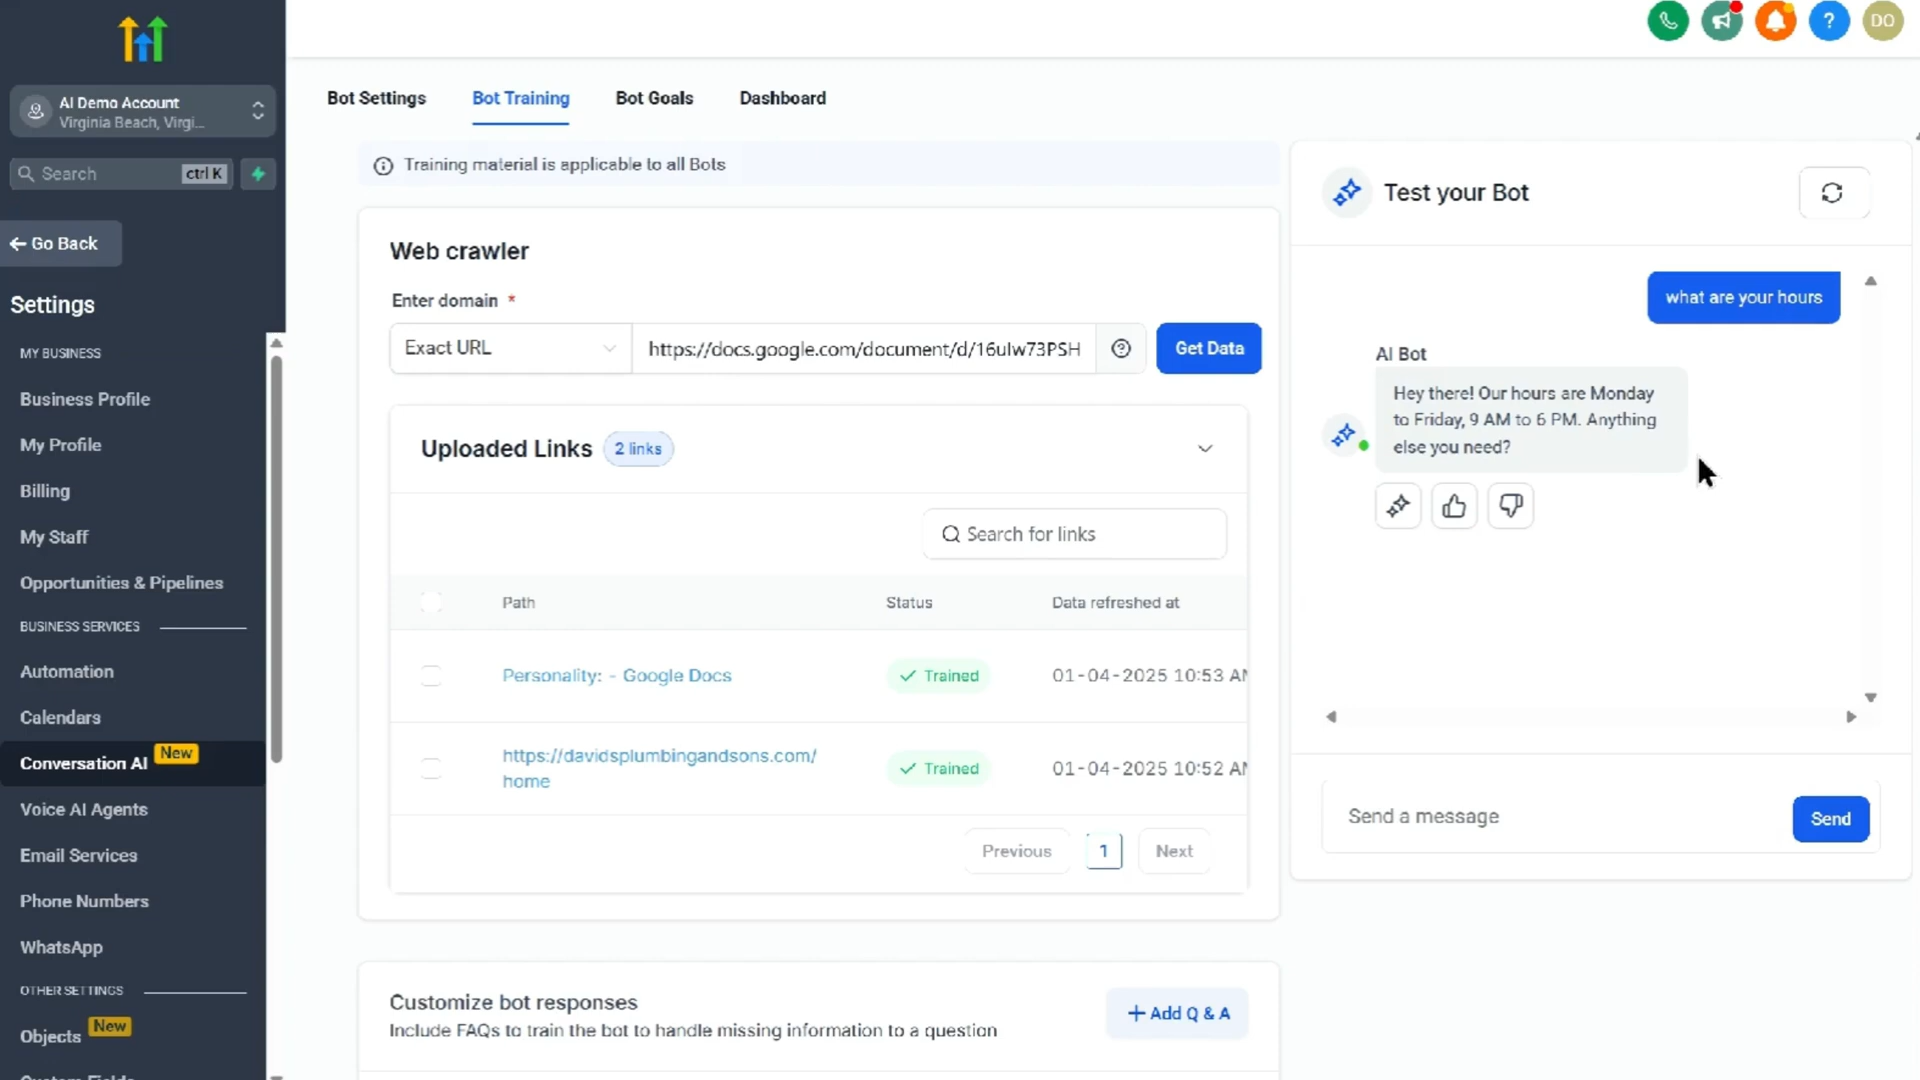 AI Demo Account
Virginia Beach, Virgi...
Search
ctrl K
Go Back
Settings
MY BUSINESS
Business Profile
My Profile
Billing
My Staff
Opportunities & Pipelines
BUSINESS SERVICES
Automation
Calendars
Conversation AI
New
Voice AI Agents
Email Services
Phone Numbers
WhatsApp
OTHER SETTINGS
Objects
New
Custom Fields
DO
?
Bot Settings
Bot Training
Bot Goals
Dashboard
Training material is applicable to all Bots
Web crawler
Enter domain *
Exact URL
https://docs.google.com/document/d/16ulw73PSH
Get Data
Uploaded Links
2 links
Search for links
Path
Status
Data refreshed at
Personality: - Google Docs
Trained
01-04-2025 10:53 AM
https://davidsplumbingandsons.com/
home
Trained
01-04-2025 10:52 AM
Previous
1
Next
Customize bot responses
Include FAQs to train the bot to handle missing information to a question
+ Add Q & A
Test your Bot
what are your hours
AI Bot
Hey there! Our hours are Monday
to Friday, 9 AM to 6 PM. Anything
else you need?
Send a message
Send